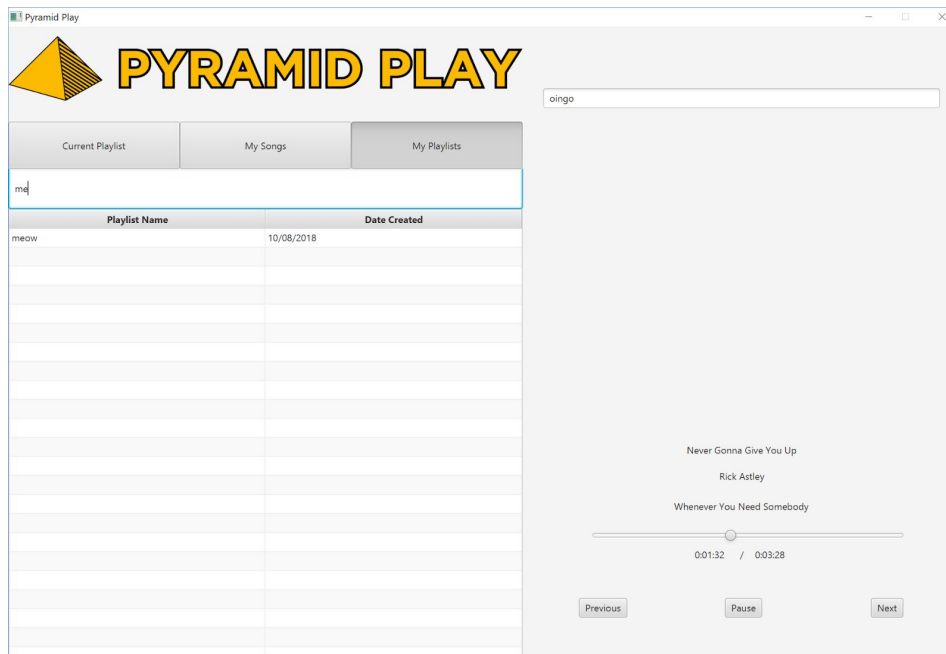 Pyramid Play
PYRAMID PLAY
oingo
Current Playlist My Songs My Playlists
me
Playlist Name Date Created
meow 10/08/2018
Never Gonna Give You Up
Rick Astley
Whenever You Need Somebody
0:01:32 / 0:03:28
Previous Pause Next